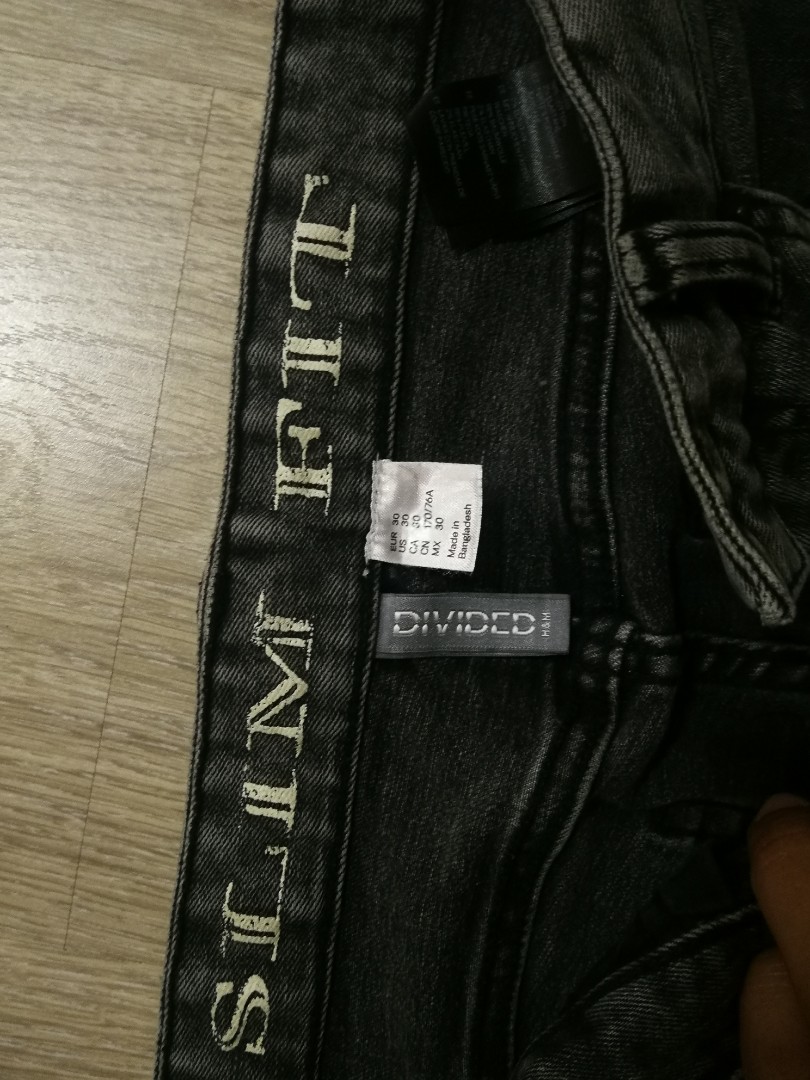 SLIM FIT
EUR 30
US 30
CA 30
CN 170/76A
MX 30
Made in
Bangladesh
DIVIDED
H&M